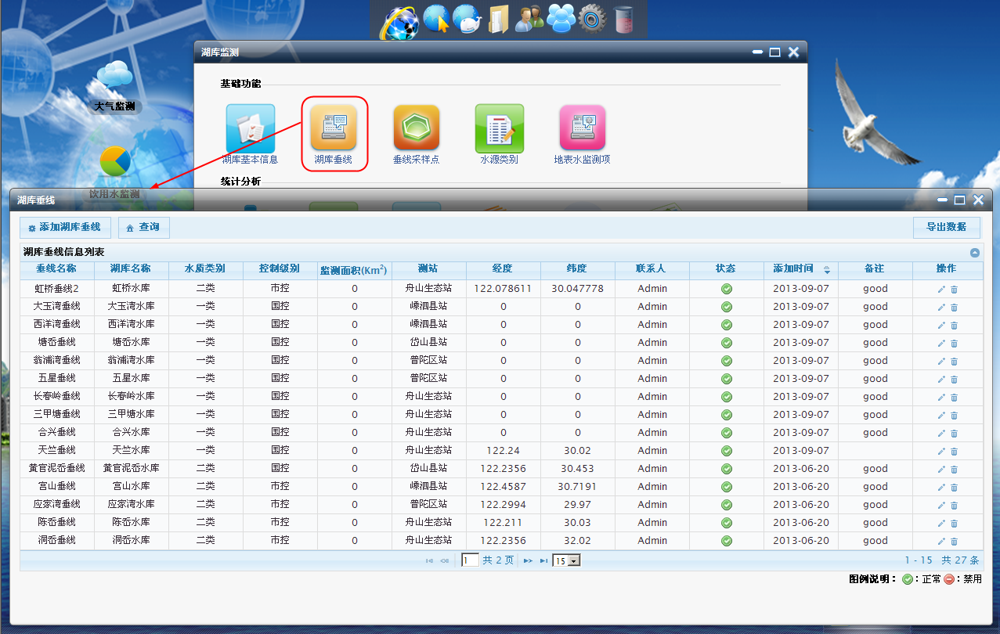 湖库监测
大气监测
饮用水监测
基础功能
湖库基本信息 湖库垂线 垂线采样点 水源类别 地表水监测项
统计分析
湖库垂线
添加湖库垂线 查询 导出数据
湖库垂线信息列表
垂线名称 湖库名称 水质类别 控制级别 监测面积(Km²) 测站 经度 纬度 联系人 状态 添加时间 备注 操作
虹桥垂线2 虹桥水库 二类 市控 0 舟山生态站 122.078611 30.047778 Admin 2013-09-07 good
大玉湾垂线 大玉湾水库 一类 国控 0 嵊泗县站 0 0 Admin 2013-09-07 good
西洋湾垂线 西洋湾水库 一类 国控 0 嵊泗县站 0 0 Admin 2013-09-07 good
塘岙垂线 塘岙水库 一类 国控 0 岱山县站 0 0 Admin 2013-09-07 good
翁浦湾垂线 翁浦湾水库 一类 国控 0 普陀区站 0 0 Admin 2013-09-07 good
五星垂线 五星水库 一类 国控 0 普陀区站 0 0 Admin 2013-09-07 good
长春岭垂线 长春岭水库 一类 国控 0 舟山生态站 0 0 Admin 2013-09-07 good
三甲塘垂线 三甲塘水库 一类 国控 0 舟山生态站 0 0 Admin 2013-09-07 good
合兴垂线 合兴水库 一类 国控 0 舟山生态站 0 0 Admin 2013-09-07 good
天竺垂线 天竺水库 一类 国控 0 舟山生态站 122.24 30.02 Admin 2013-09-07
黄官泥岙垂线 黄官泥岙水库 二类 国控 0 岱山县站 122.2356 30.453 Admin 2013-06-20 good
宫山垂线 宫山水库 二类 市控 0 嵊泗县站 122.4587 30.7191 Admin 2013-06-20 good
应家湾垂线 应家湾水库 二类 市控 0 普陀区站 122.2994 29.97 Admin 2013-06-20 good
陈岙垂线 陈岙水库 二类 市控 0 舟山生态站 122.211 30.03 Admin 2013-06-20 good
洞岙垂线 洞岙水库 二类 市控 0 舟山生态站 122.2356 32.02 Admin 2013-06-20 good
1 共 2 页 15 1 - 15 共 27 条
图例说明：：正常：禁用